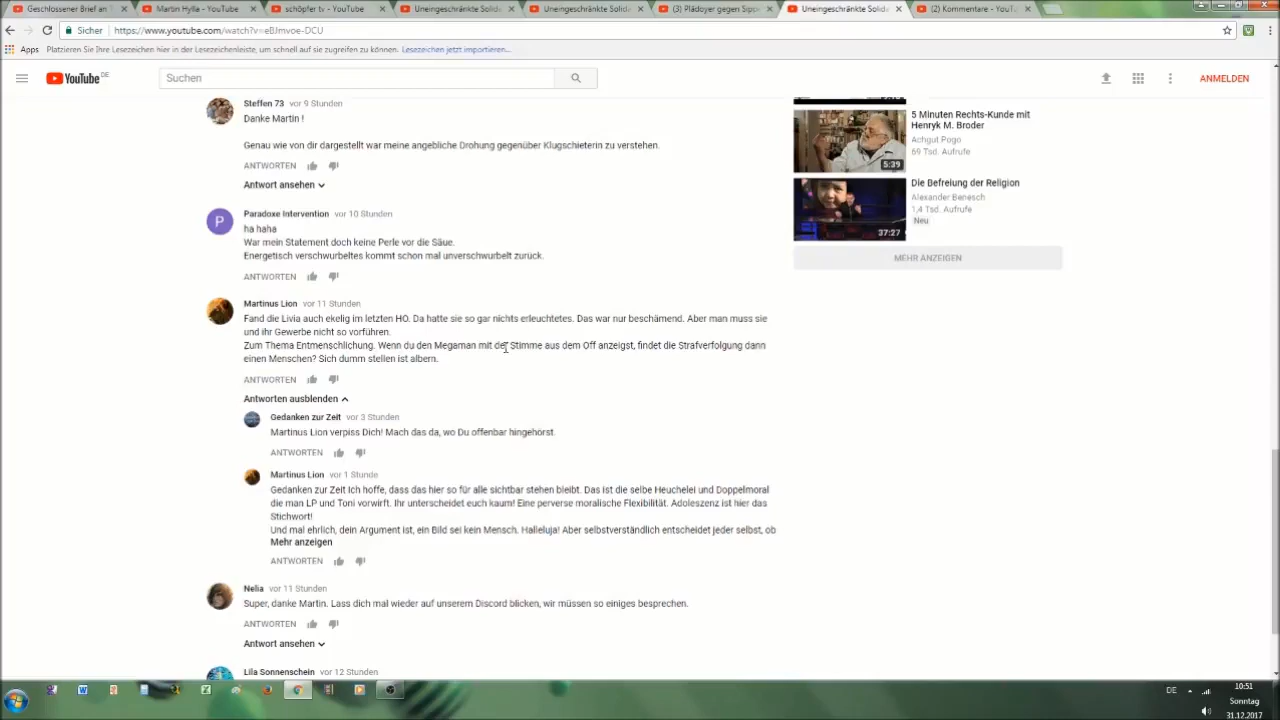 Geschlossener Brief an
Martin Hylla - YouTube
schöpfer tv - YouTube
Uneingeschränkte Solida
Uneingeschränkte Solida
(3) Plädoyer gegen Sipp
Uneingeschränkte Solida
(2) Kommentare - YouT
Sicher
https://www.youtube.com/watch?v=eBJmvoe-DCU
Apps Platzieren Sie Ihre Lesezeichen hier in der Lesezeichenleiste, um schnell auf sie zugreifen zu können. Lesezeichen jetzt importieren...
YouTube DE
Suchen
ANMELDEN
Steffen 73 vor 9 Stunden
Danke Martin !
Genau wie von dir dargestellt war meine angebliche Drohung gegenüber Klugschieterin zu verstehen.
ANTWORTEN
Antwort ansehen
P
Paradoxe Intervention vor 10 Stunden
ha haha
War mein Statement doch keine Perle vor die Säue.
Energetisch verschwurbeltes kommt schon mal unverschwurbelt zurück.
ANTWORTEN
Martinus Lion vor 11 Stunden
Fand die Livia auch ekelig im letzten HO. Da hatte sie so gar nichts erleuchtetes. Das war nur beschämend. Aber man muss sie
und ihr Gewerbe nicht so vorführen.
Zum Thema Entmenschlichung. Wenn du den Megaman mit der Stimme aus dem Off anzeigst, findet die Strafverfolgung dann
einen Menschen? Sich dumm stellen ist albern.
ANTWORTEN
Antworten ausblenden
Gedanken zur Zeit vor 3 Stunden
Martinus Lion verpiss Dich! Mach das da, wo Du offenbar hingehörst.
ANTWORTEN
Martinus Lion vor 1 Stunde
Gedanken zur Zeit Ich hoffe, dass das hier so für alle sichtbar stehen bleibt. Das ist die selbe Heuchelei und Doppelmoral
die man LP und Toni vorwirft. Ihr unterscheidet euch kaum! Eine perverse moralische Flexibilität. Adoleszenz ist hier das
Stichwort!
Und mal ehrlich, dein Argument ist, ein Bild sei kein Mensch. Halleluja! Aber selbstverständlich entscheidet jeder selbst, ob
Mehr anzeigen
ANTWORTEN
Nelia vor 11 Stunden
Super, danke Martin. Lass dich mal wieder auf unserem Discord blicken, wir müssen so einiges besprechen.
ANTWORTEN
Antwort ansehen
Lila Sonnenschein vor 12 Stunden
5 Minuten Rechts-Kunde mit
Henryk M. Broder
Achgut Pogo
69 Tsd. Aufrufe
5:39
Die Befreiung der Religion
Alexander Benesch
1,4 Tsd. Aufrufe
Neu
37:27
MEHR ANZEIGEN
DE
10:51
Sonntag
31.12.2017